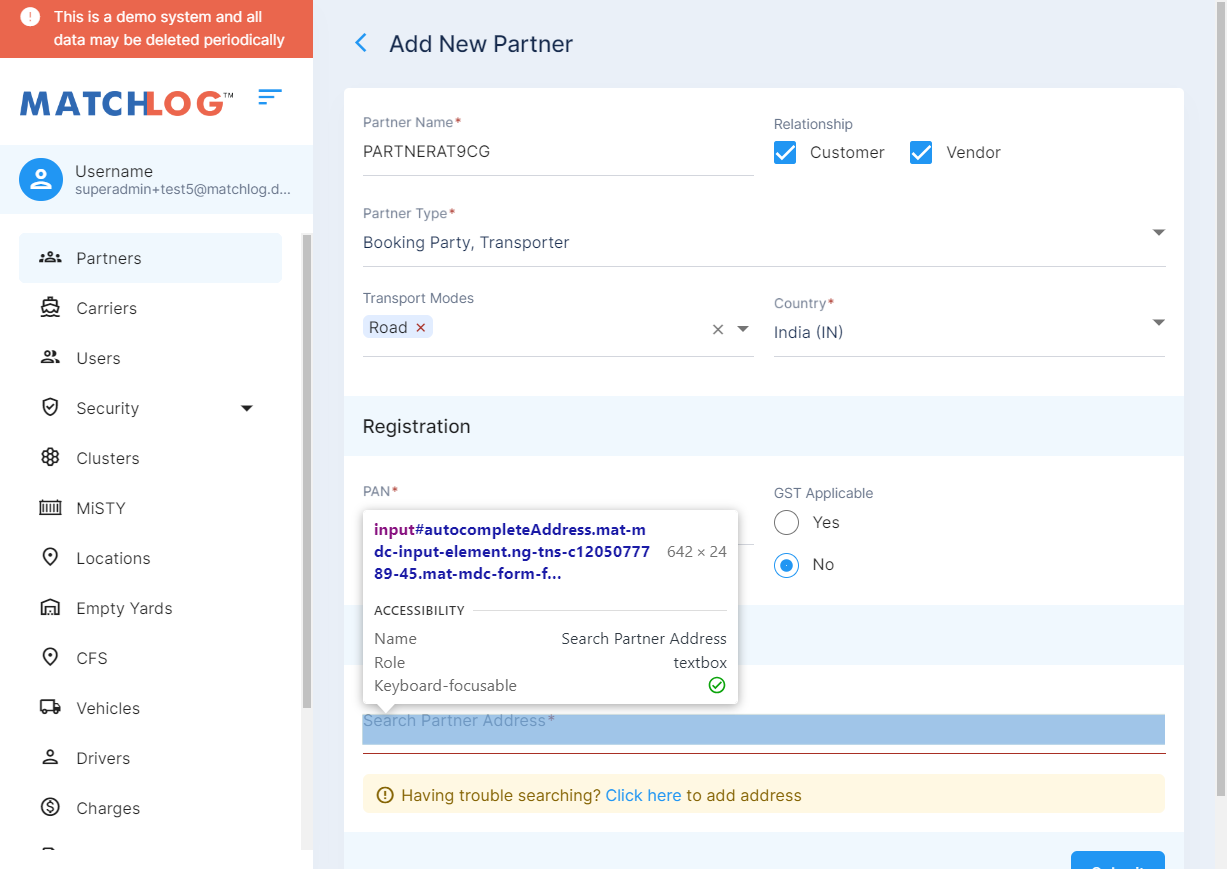 This is a demo system and all
data may be deleted periodically
MATCHLOG™
Username
superadmin+test5@matchlog.d...
Partners
Carriers
Users
Security
Clusters
MiSTY
Locations
Empty Yards
CFS
Vehicles
Drivers
Charges
Add New Partner
Partner Name*
PARTNERAT9CG
Relationship
Customer
Vendor
Partner Type*
Booking Party, Transporter
Transport Modes
Road
Country*
India (IN)
Registration
PAN*
GST Applicable
Yes
No
input#autocompleteAddress.mat-m
dc-input-element.ng-tns-c12050777
89-45.mat-mdc-form-f...
642 × 24
ACCESSIBILITY
Name Search Partner Address
Role textbox
Keyboard-focusable
Search Partner Address*
Having trouble searching? Click here to add address
Submit